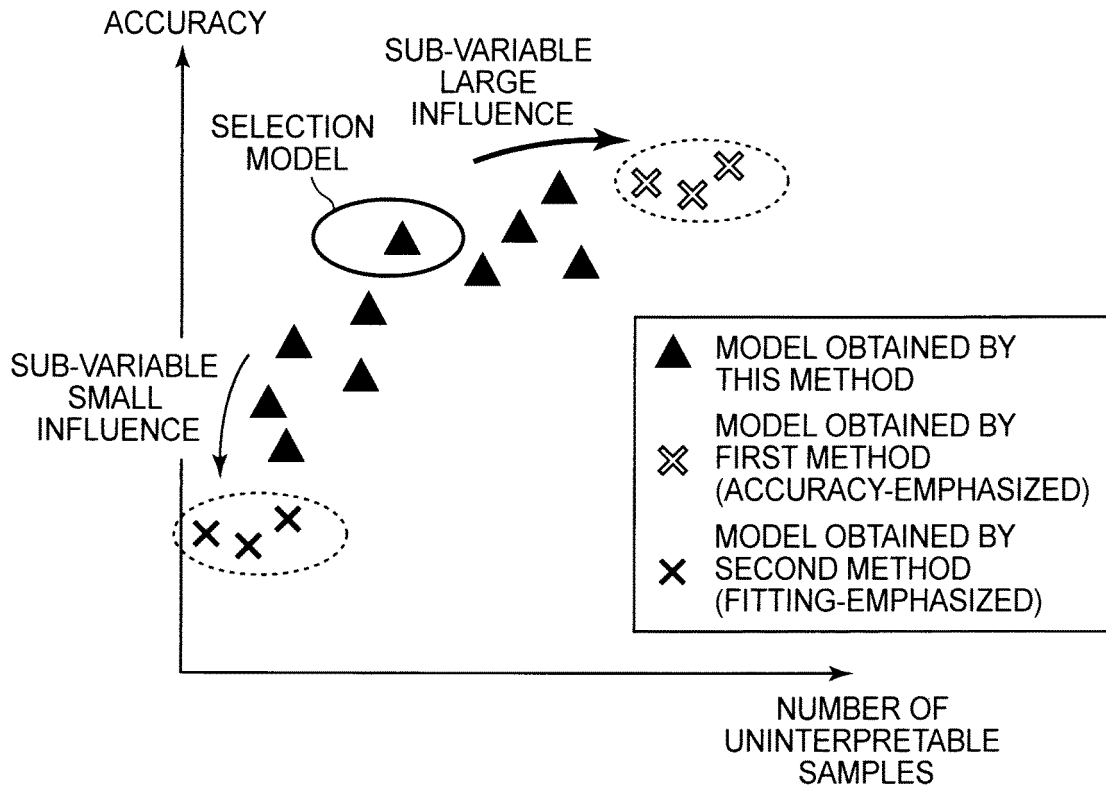 ACCURACY
SUB-VARIABLE
LARGE
INFLUENCE
SELECTION
MODEL
SUB-VARIABLE
SMALL
INFLUENCE
MODEL OBTAINED BY
THIS METHOD
MODEL OBTAINED BY
FIRST METHOD
(ACCURACY-EMPHASIZED)
MODEL OBTAINED BY
SECOND METHOD
(FITTING-EMPHASIZED)
NUMBER OF
UNINTERPRETABLE
SAMPLES